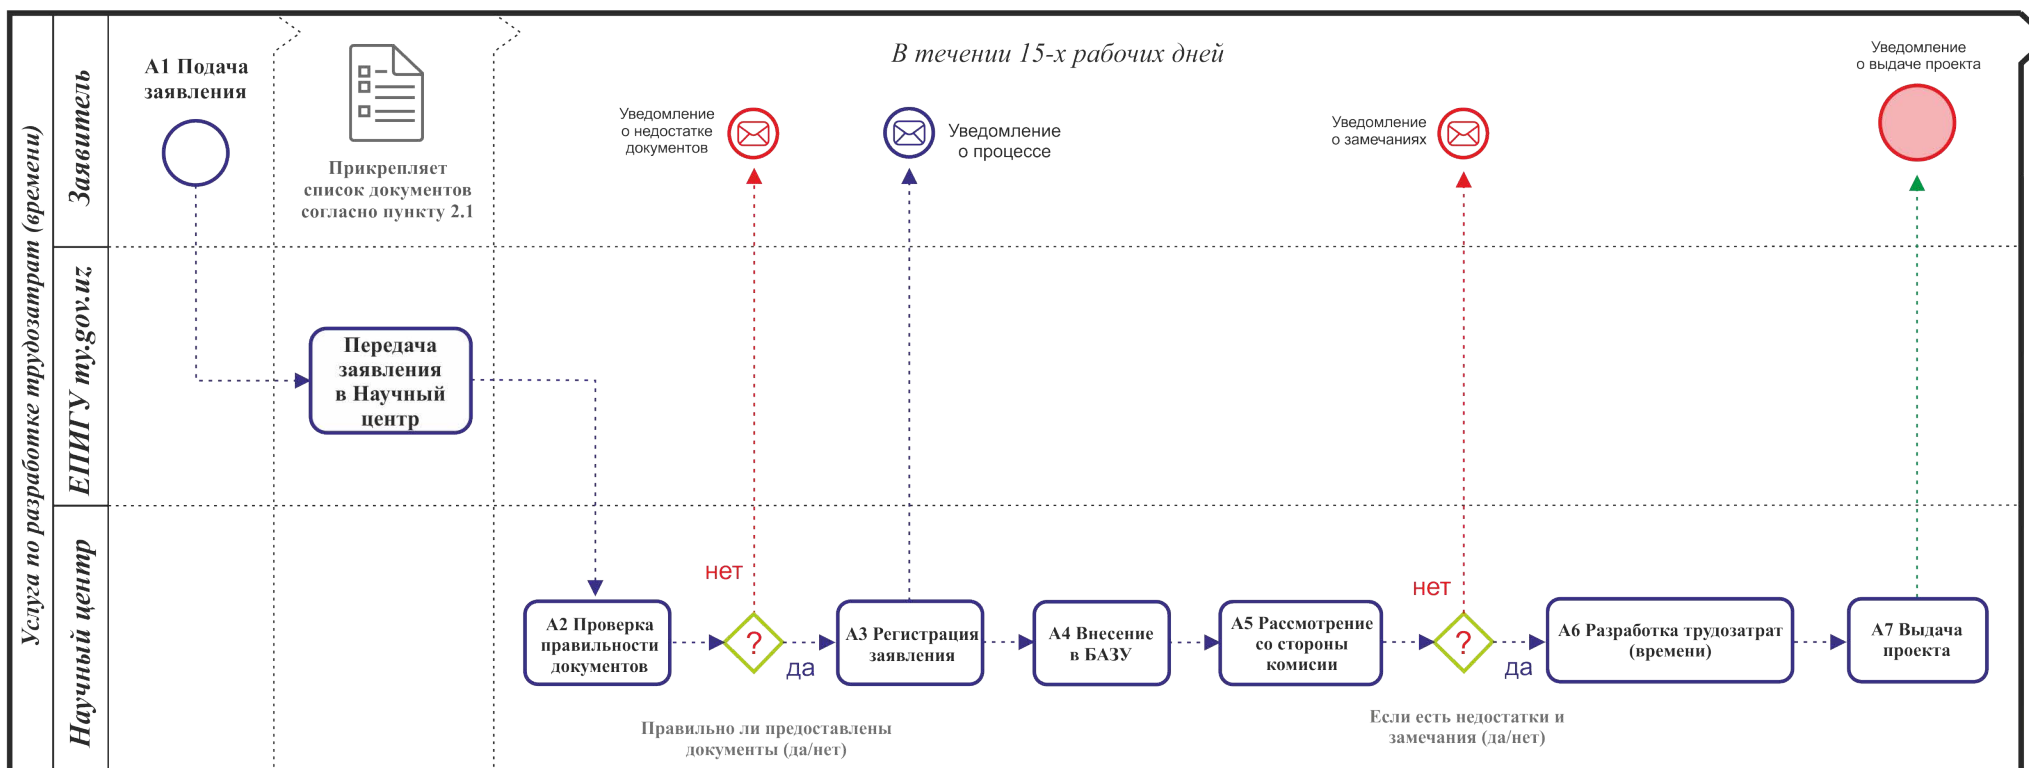 Услуга по разработке трудозатрат (времени)
Заявитель
ЕПИГУ my.gov.uz
Научный центр
В течении 15-х рабочих дней
А1 Подача
заявления
Прикрепляет
список документов
согласно пункту 2.1
Уведомление
о недостатке
документов
Уведомление
о процессе
Уведомление
о замечаниях
Уведомление
о выдаче проекта
Передача
заявления
в Научный
центр
А2 Проверка
правильности
документов
нет
?
да
Правильно ли предоставлены
документы (да/нет)
А3 Регистрация
заявления
А4 Внесение
в БАЗУ
А5 Рассмотрение
со стороны
комисии
нет
?
да
Если есть недостатки и
замечания (да/нет)
А6 Разработка трудозатрат
(времени)
А7 Выдача
проекта